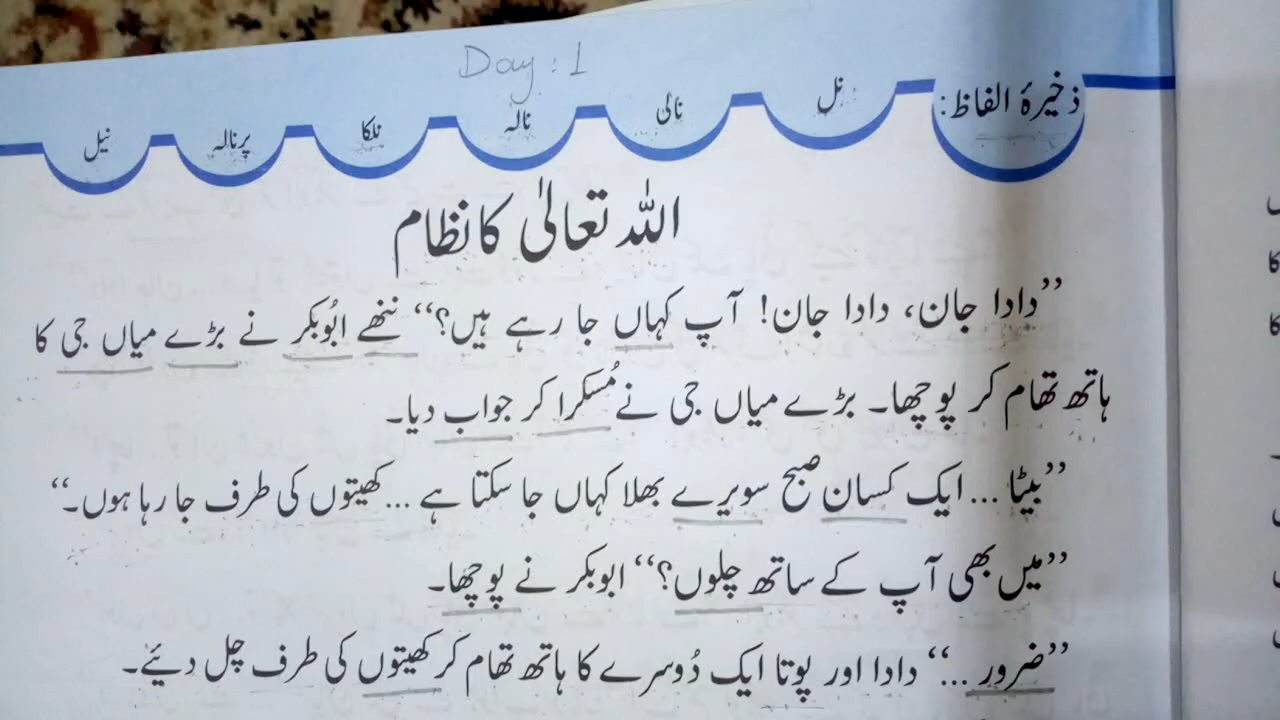 Day : 1
ذخیرۂ الفاظ: نل نالی نالہ نلکا پرنالہ نیل
اللہ تعالیٰ کا نظام
”دادا جان، دادا جان! آپ کہاں جا رہے ہیں؟“ ننھے ابُوبکر نے بڑے میاں جی کا
ہاتھ تھام کر پوچھا۔ بڑے میاں جی نے مُسکرا کر جواب دیا۔
”بیٹا ... ایک کسان صبح سویرے بھلا کہاں جا سکتا ہے ... کھیتوں کی طرف جا رہا ہوں۔“
”میں بھی آپ کے ساتھ چلوں؟“ ابوبکر نے پوچھا۔
”ضرور ...“ دادا اور پوتا ایک دُوسرے کا ہاتھ تھام کر کھیتوں کی طرف چل دیئے۔